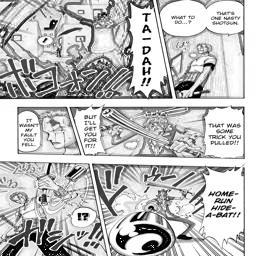 THAT'S
ONE NASTY
SHOTGUN.
WHAT TO
DO...?
TA-
DAH!!
THAT
WAS SOME
TRICK YOU
PULLED!!
BUT I'LL
GET YOU
FOR IT!!
IT
WASN'T
MY FAULT
YOU
FELL.
HOME-
RUN
HIDE-
A-BAT!!
!?